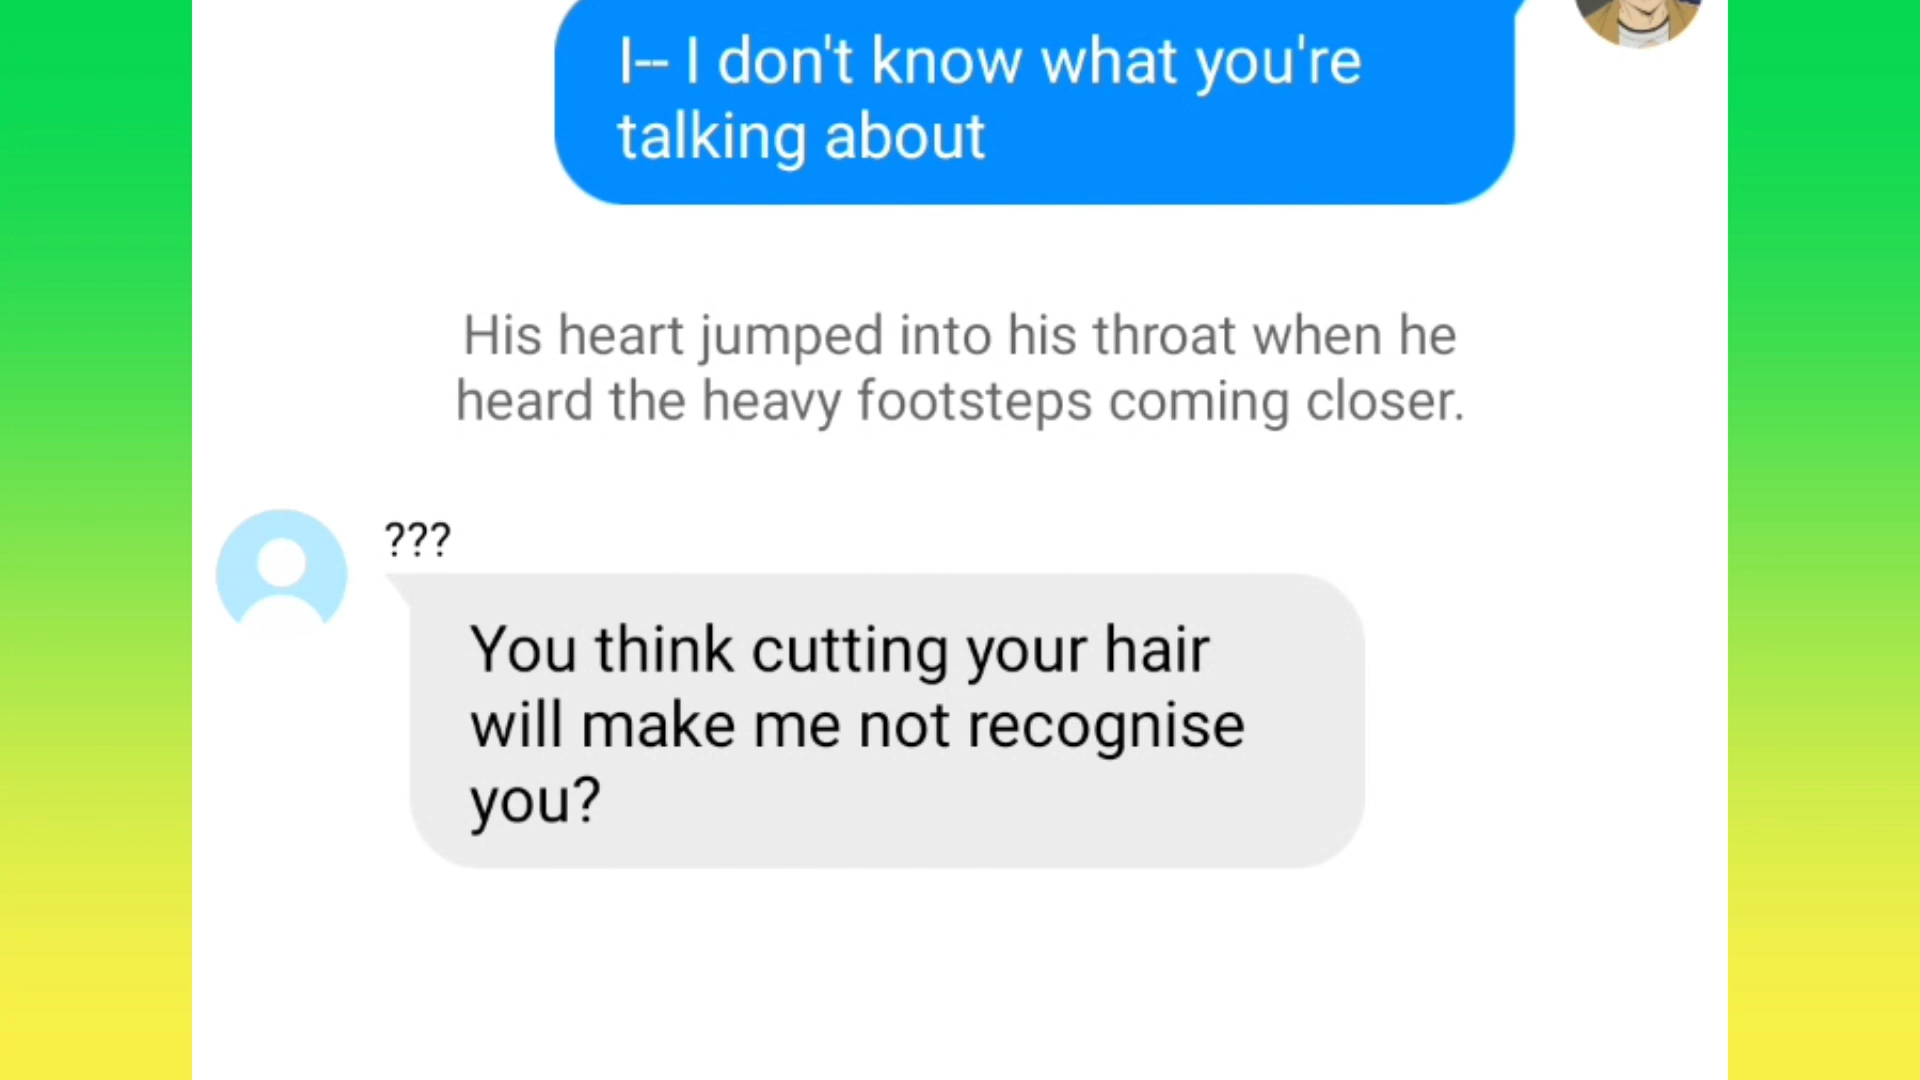 I-- I don't know what you're
talking about
His heart jumped into his throat when he
heard the heavy footsteps coming closer.
???
You think cutting your hair
will make me not recognise
you?